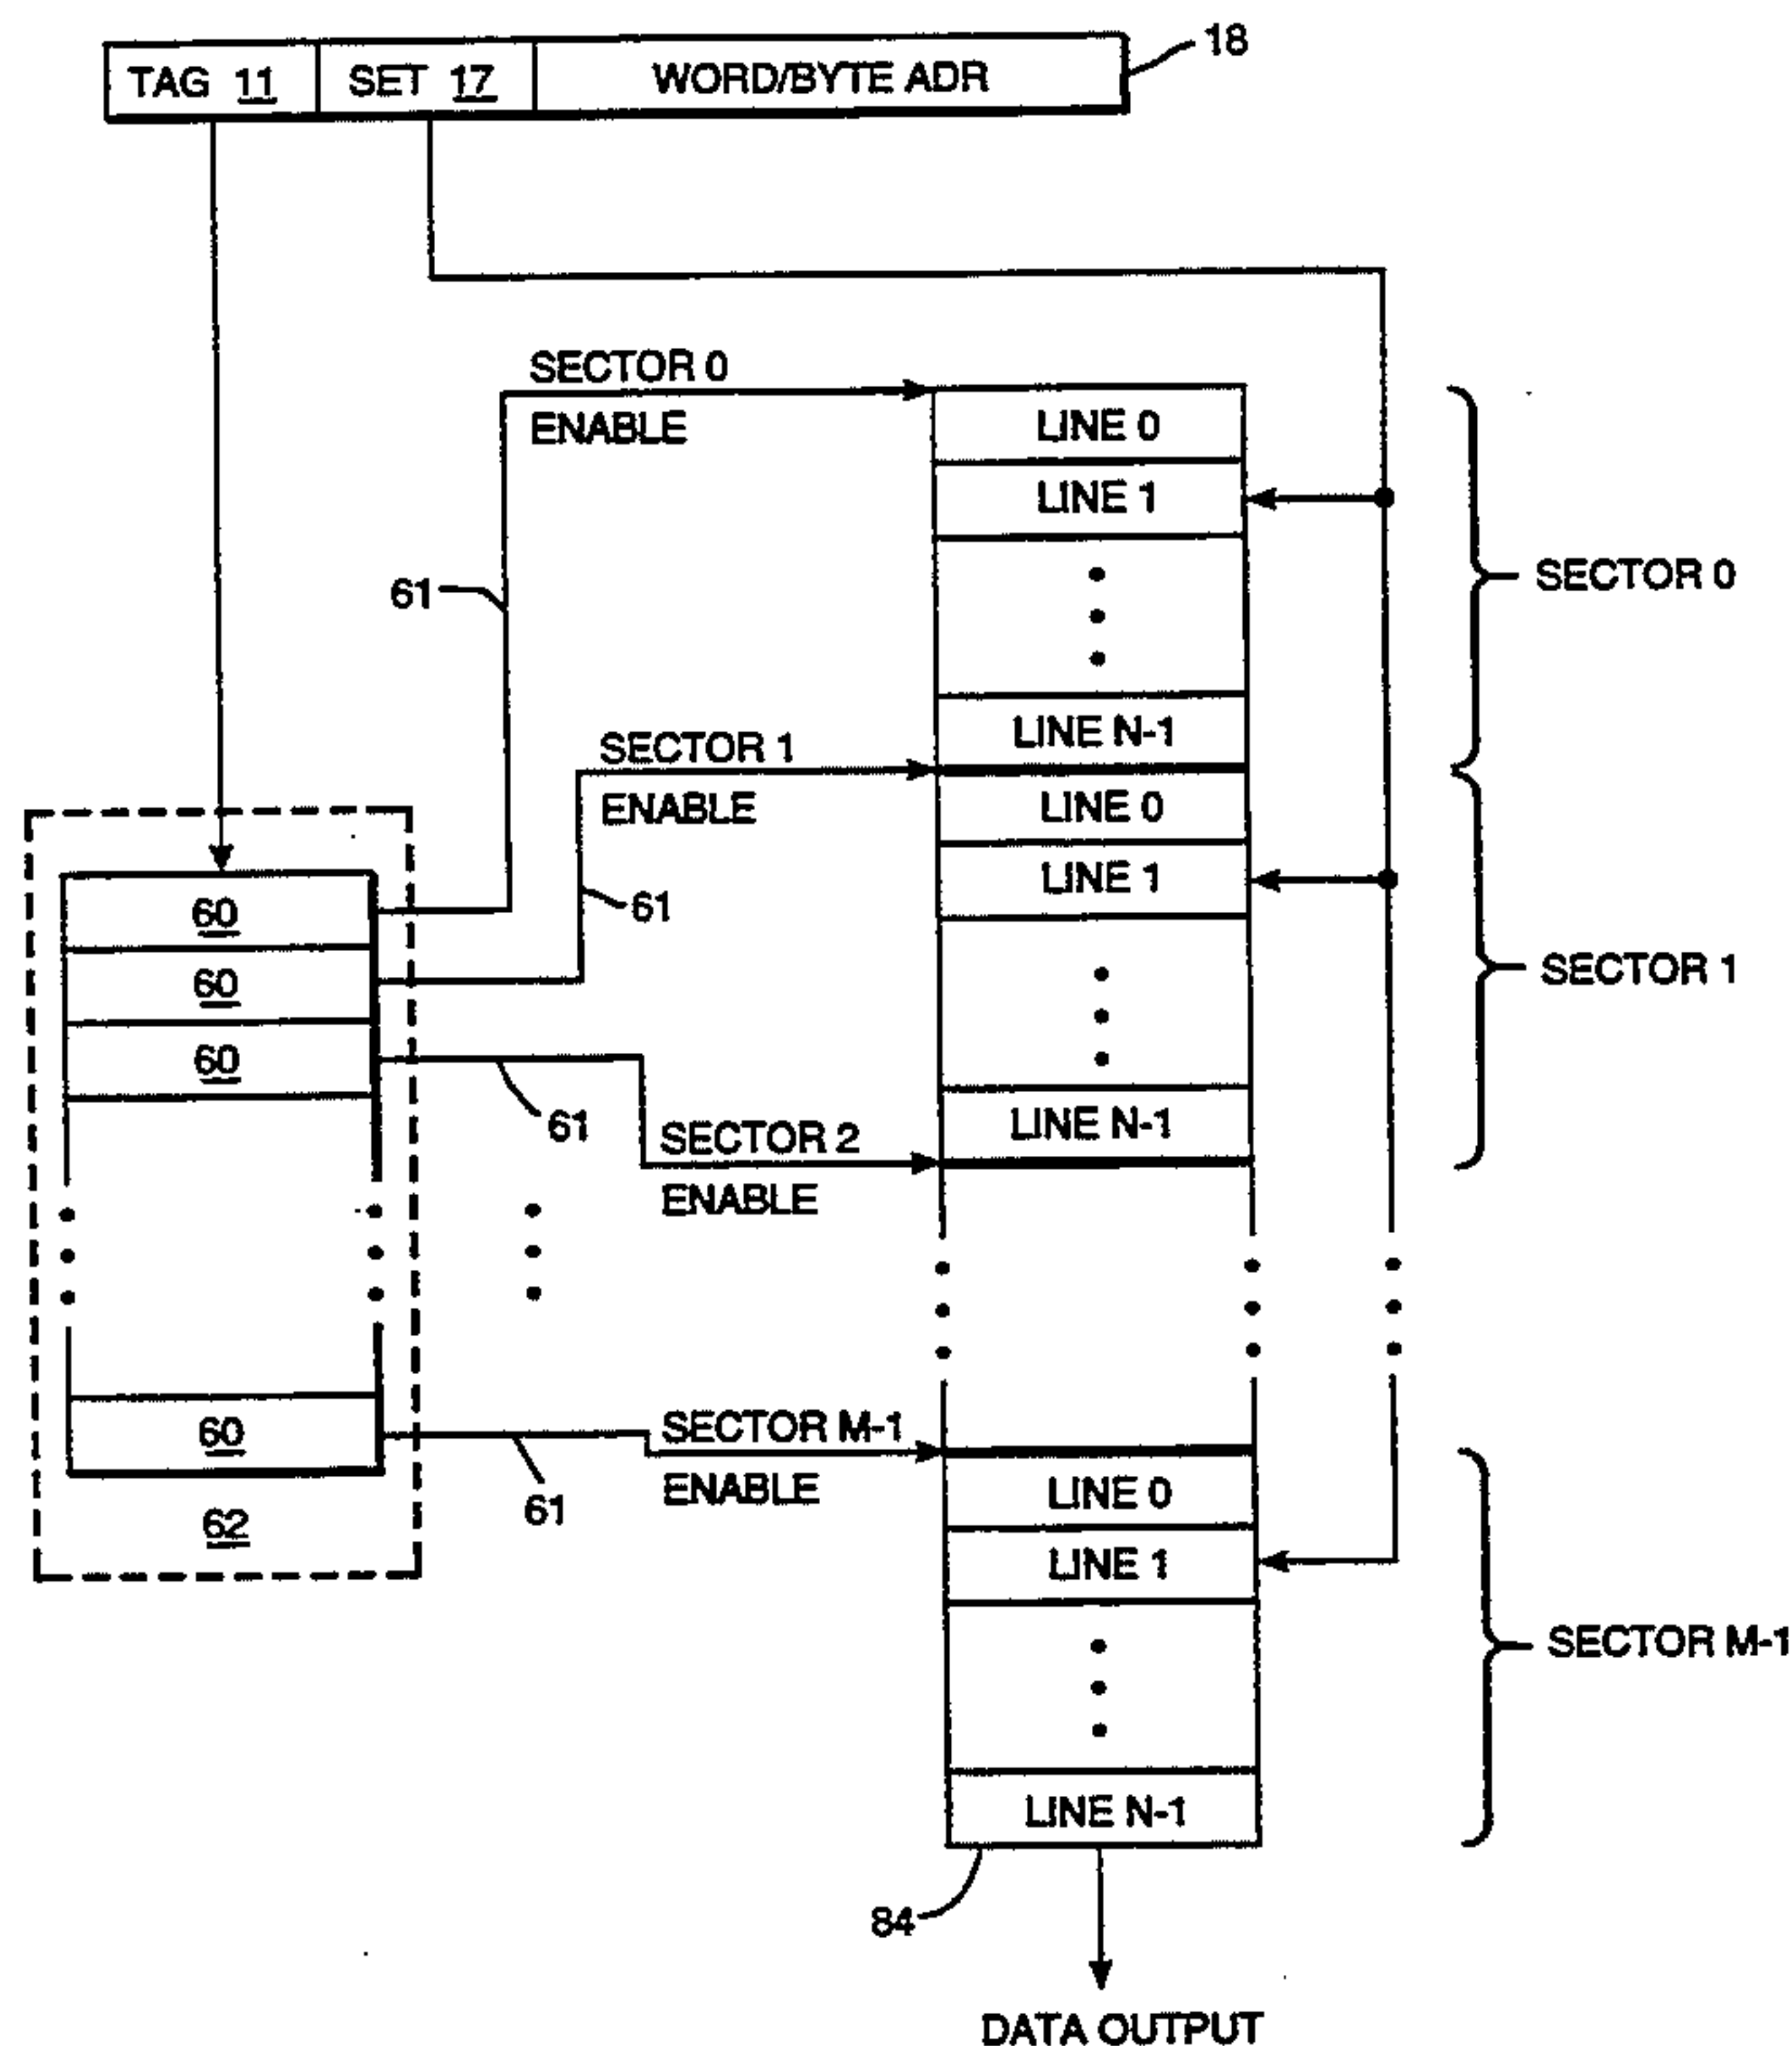 18
TAG 11 SET 17 WORD/BYTE ADR
SECTOR 0
ENABLE
LINE 0
LINE 1
61
SECTOR 0
LINE N-1
SECTOR 1
ENABLE
LINE 0
LINE 1
60
61
60
SECTOR 1
60
61
LINE N-1
SECTOR 2
ENABLE
SECTOR M-1
ENABLE
60
61
62
LINE 0
LINE 1
SECTOR M-1
LINE N-1
84
DATA OUTPUT